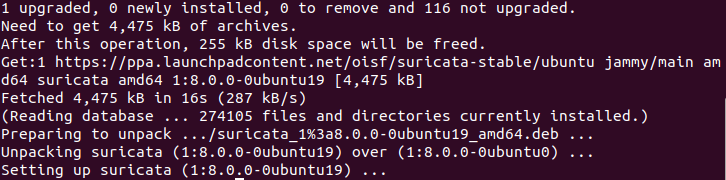 1 upgraded, 0 newly installed, 0 to remove and 116 not upgraded.
Need to get 4,475 kB of archives.
After this operation, 255 kB disk space will be freed.
Get:1 https://ppa.launchpadcontent.net/oisf/suricata-stable/ubuntu jammy/main am
d64 suricata amd64 1:8.0.0-0ubuntu19 [4,475 kB]
Fetched 4,475 kB in 16s (287 kB/s)
(Reading database ... 274105 files and directories currently installed.)
Preparing to unpack .../suricata_1%3a8.0.0-0ubuntu19_amd64.deb ...
Unpacking suricata (1:8.0.0-0ubuntu19) over (1:8.0.0-0ubuntu0) ...
Setting up suricata (1:8.0.0-0ubuntu19) ...